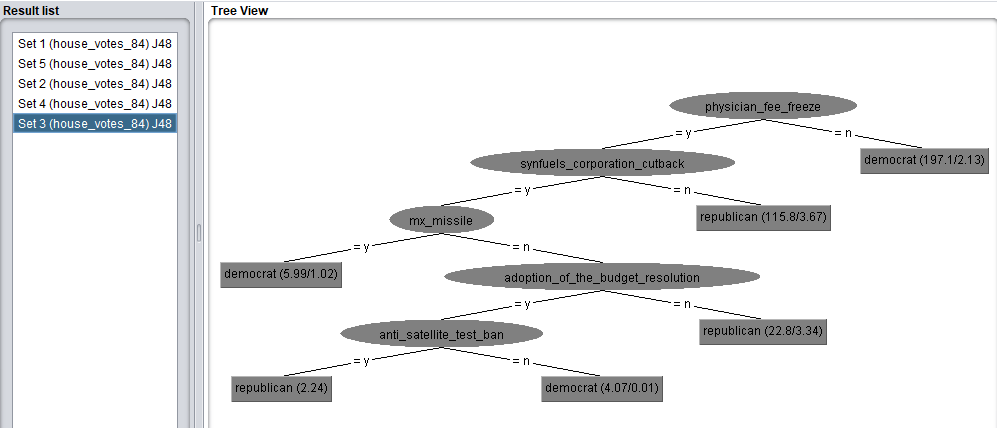 Result list
Set 1 (house_votes_84) J48
Set 5 (house_votes_84) J48
Set 2 (house_votes_84) J48
Set 4 (house_votes_84) J48
Set 3 (house_votes_84) J48
Tree View
physician_fee_freeze
= y
= n
synfuels_corporation_cutback
democrat (197.1/2.13)
= y
= n
mx_missile
republican (115.8/3.67)
= y
= n
democrat (5.99/1.02)
adoption_of_the_budget_resolution
= y
= n
anti_satellite_test_ban
republican (22.8/3.34)
= y
= n
republican (2.24)
democrat (4.07/0.01)